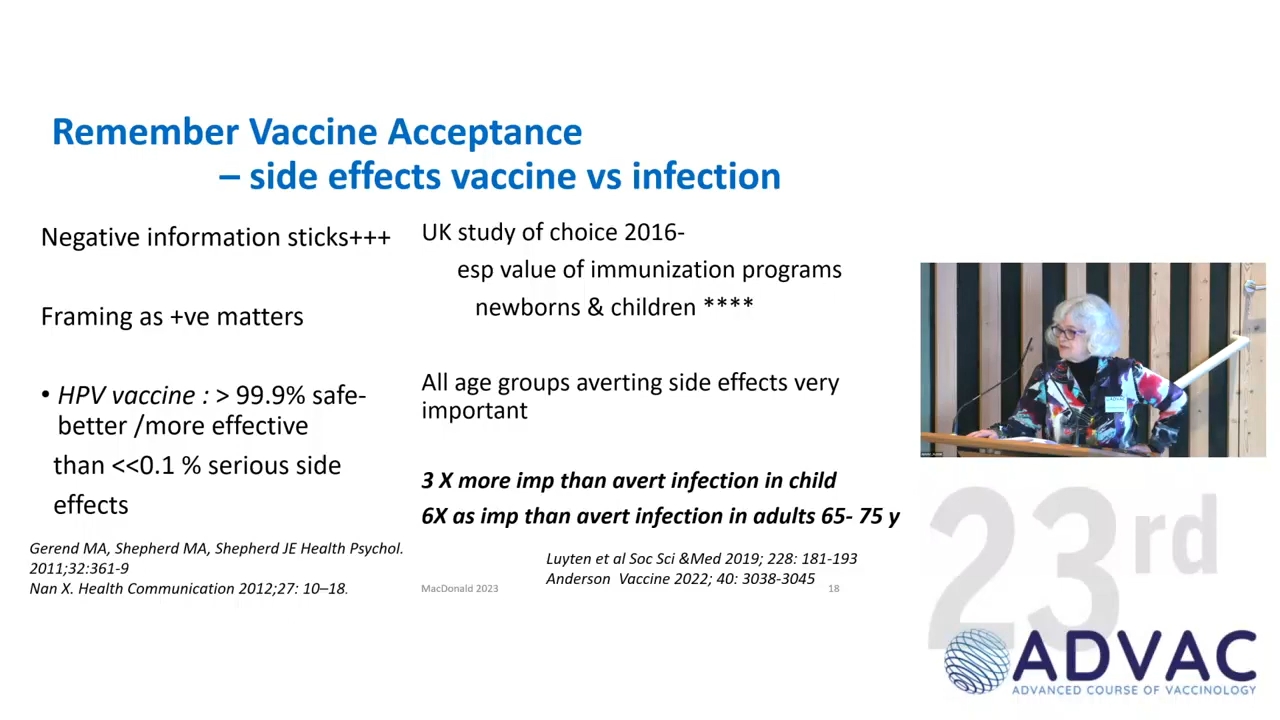 Remember Vaccine Acceptance
– side effects vaccine vs infection
Negative information sticks+++
Framing as +ve matters
• HPV vaccine : > 99.9% safe-
better /more effective
than <<0.1 % serious side
effects
Gerend MA, Shepherd MA, Shepherd JE Health Psychol.
2011;32:361-9
Nan X. Health Communication 2012;27: 10–18.
UK study of choice 2016-
esp value of immunization programs
newborns & children ****
All age groups averting side effects very
important
3 X more imp than avert infection in child
6X as imp than avert infection in adults 65- 75 y
Luyten et al Soc Sci &Med 2019; 228: 181-193
Anderson Vaccine 2022; 40: 3038-3045
MacDonald 2023
18
23rd
ADVAC
ADVANCED COURSE OF VACCINOLOGY